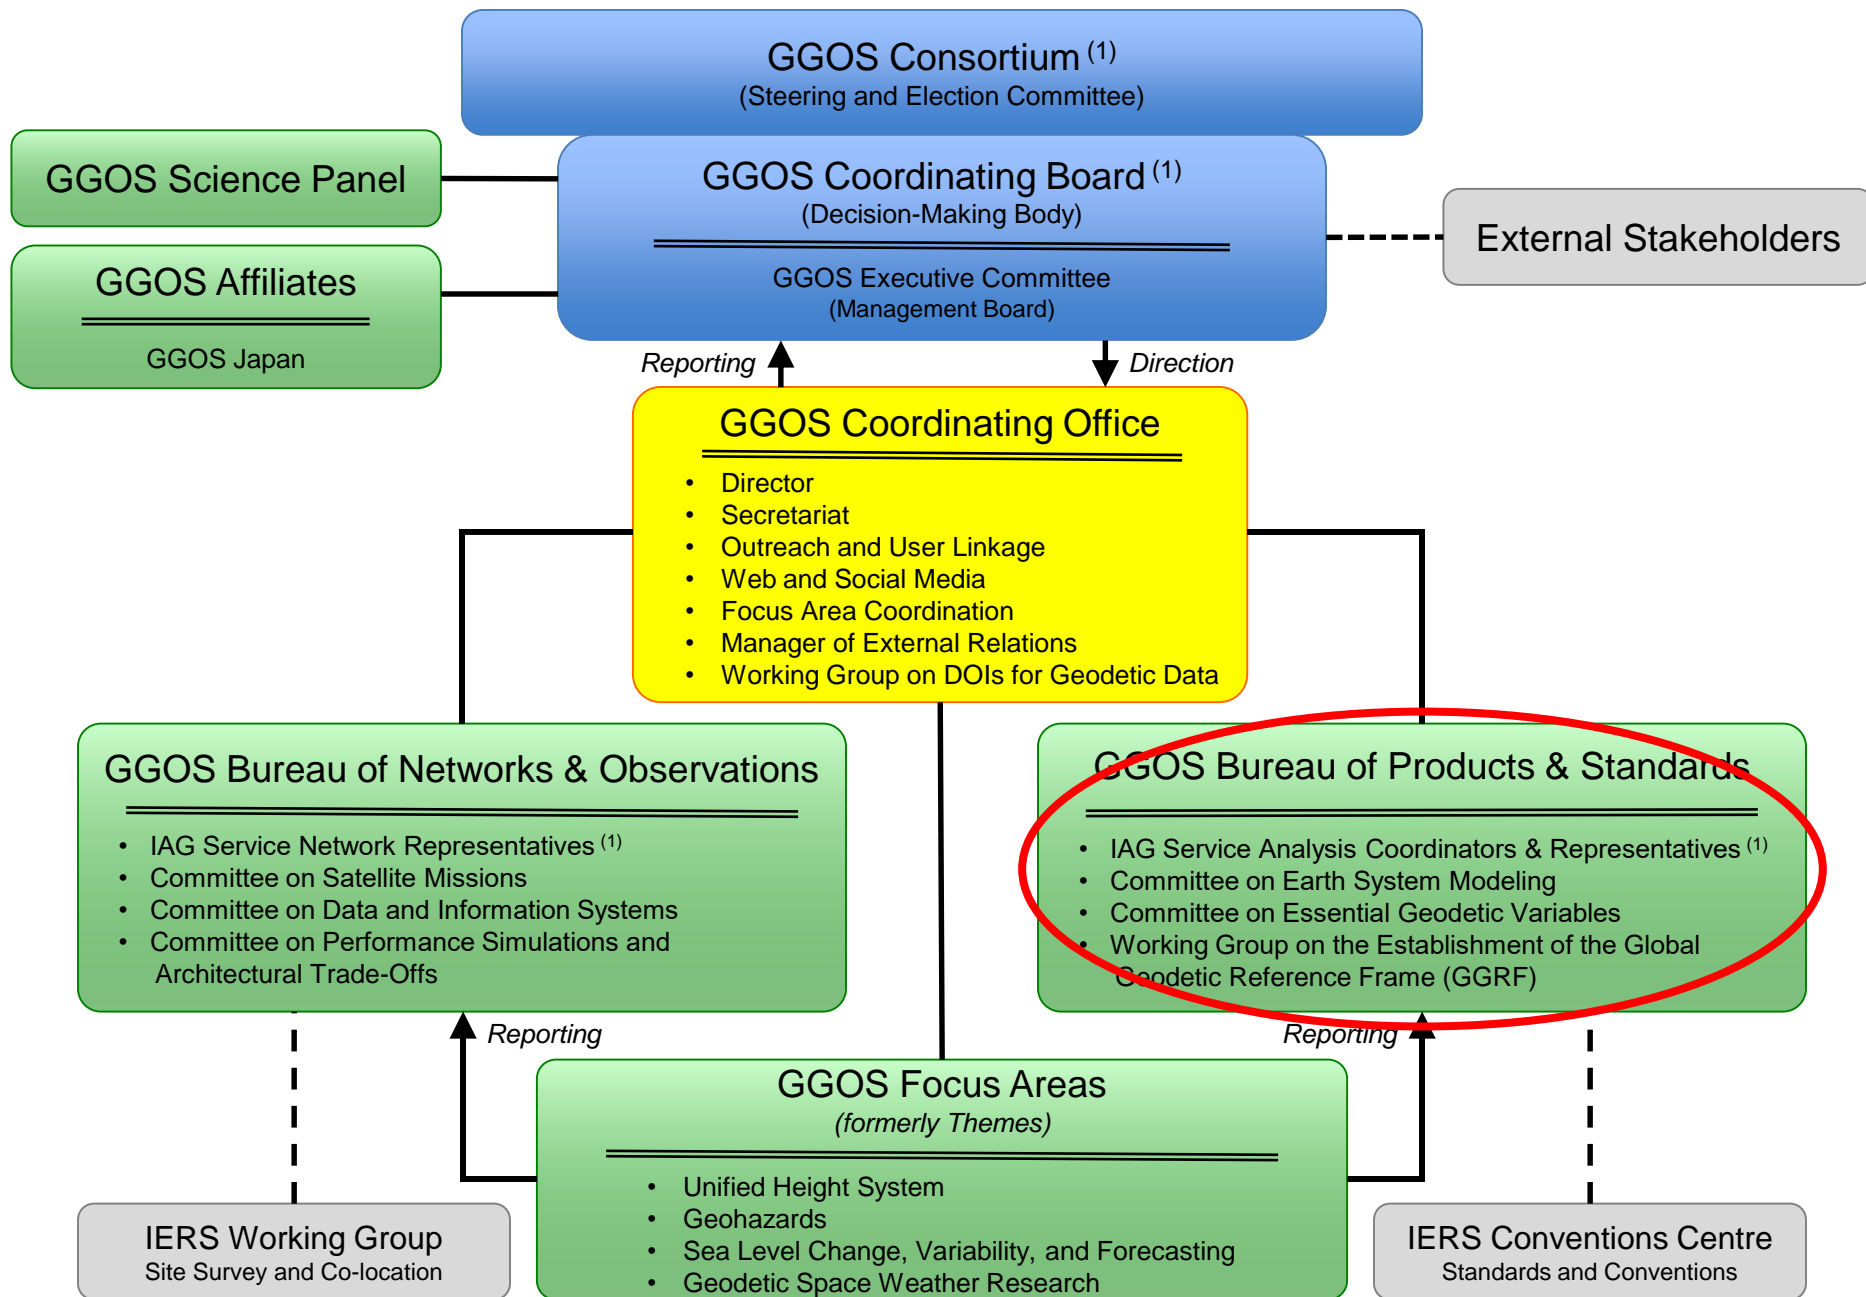 GGOS Consortium (1)
(Steering and Election Committee)
GGOS Science Panel
GGOS Coordinating Board (1)
(Decision-Making Body)
GGOS Executive Committee
(Management Board)
External Stakeholders
GGOS Affiliates
GGOS Japan
Reporting
Direction
GGOS Coordinating Office
• Director
• Secretariat
• Outreach and User Linkage
• Web and Social Media
• Focus Area Coordination
• Manager of External Relations
• Working Group on DOIs for Geodetic Data
GGOS Bureau of Networks & Observations
• IAG Service Network Representatives (1)
• Committee on Satellite Missions
• Committee on Data and Information Systems
• Committee on Performance Simulations and
Architectural Trade-Offs
GGOS Bureau of Products & Standards
• IAG Service Analysis Coordinators & Representatives (1)
• Committee on Earth System Modeling
• Committee on Essential Geodetic Variables
• Working Group on the Establishment of the Global
Geodetic Reference Frame (GGRF)
Reporting
Reporting
GGOS Focus Areas
(formerly Themes)
• Unified Height System
• Geohazards
• Sea Level Change, Variability, and Forecasting
• Geodetic Space Weather Research
IERS Working Group
Site Survey and Co-location
IERS Conventions Centre
Standards and Conventions